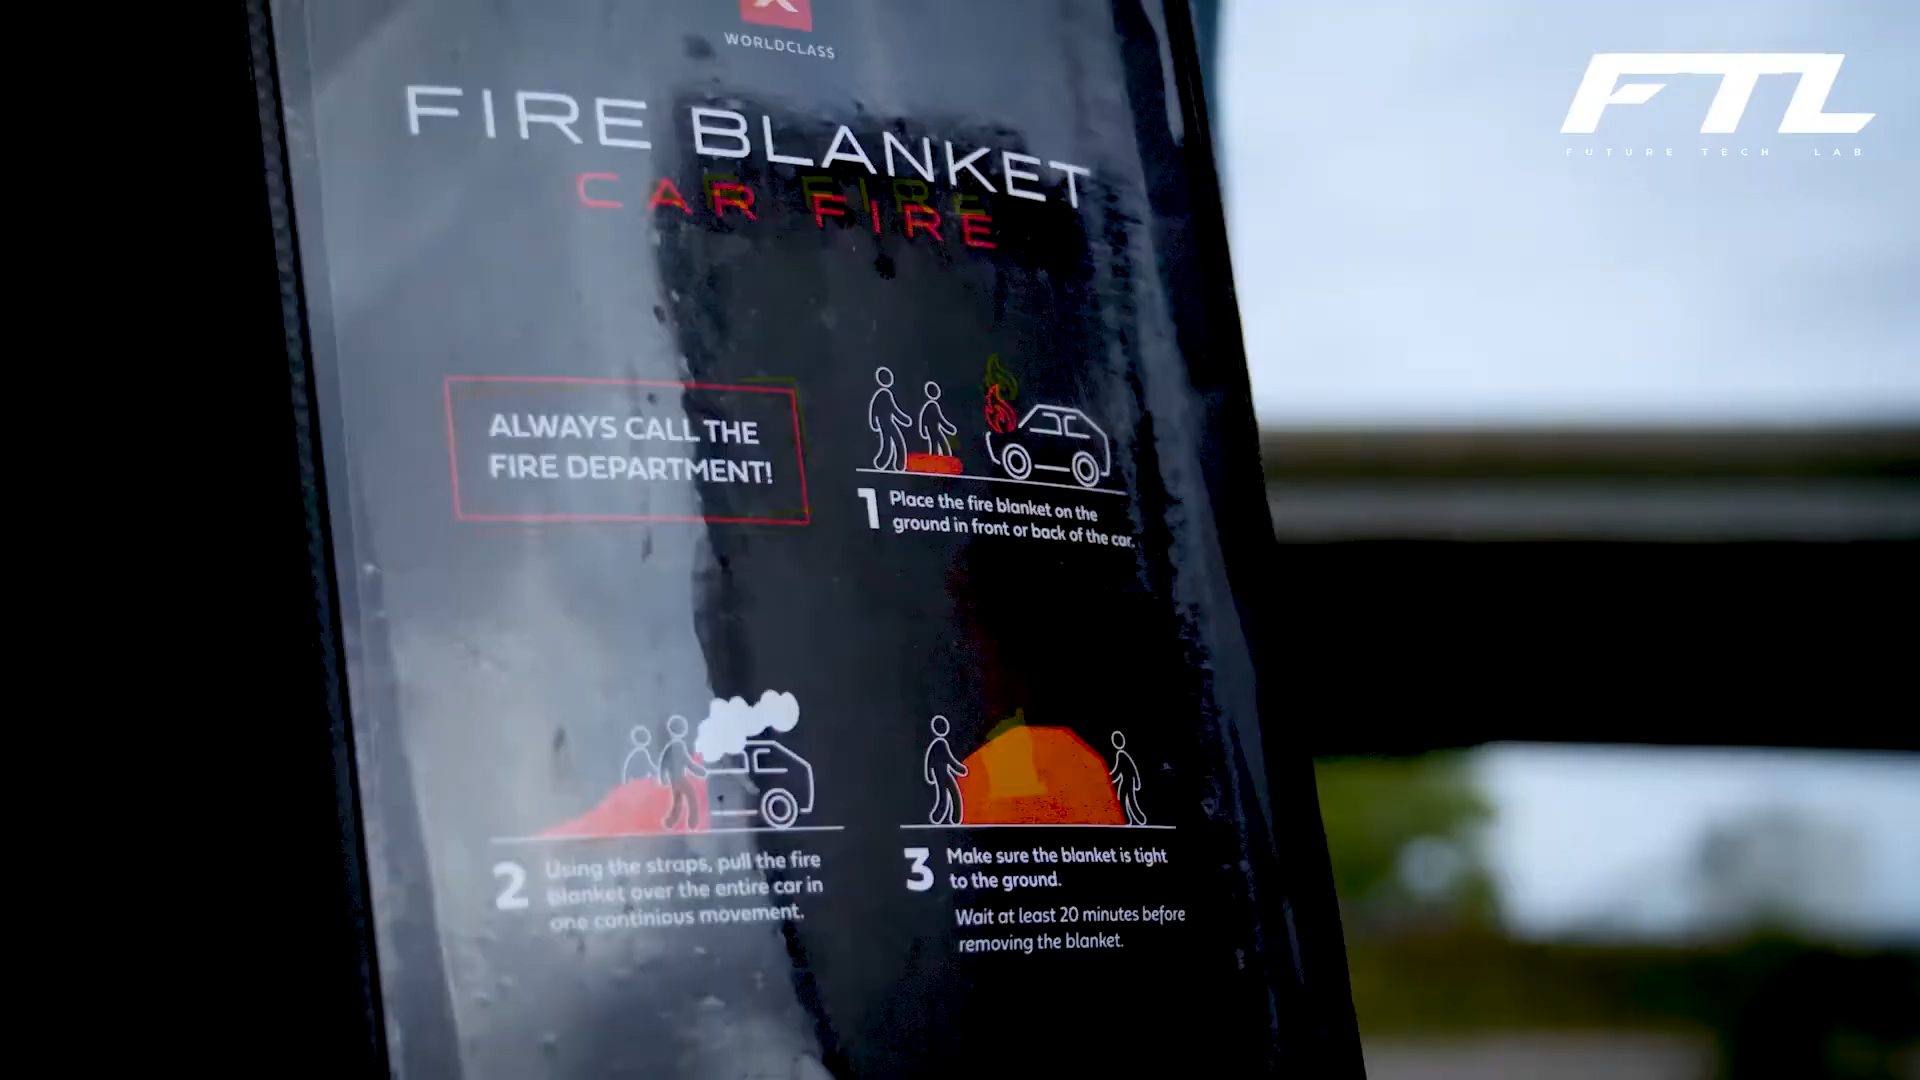 WORLDCLASS
FIRE BLANKET
CAR FIRE
ALWAYS CALL THE
FIRE DEPARTMENT!
1 Place the fire blanket on the
ground in front or back of the car.
2 Using the straps, pull the fire
blanket over the entire car in
one continious movement.
3 Make sure the blanket is tight
to the ground.
Wait at least 20 minutes before
removing the blanket.
FTL
FUTURE TECH LAB